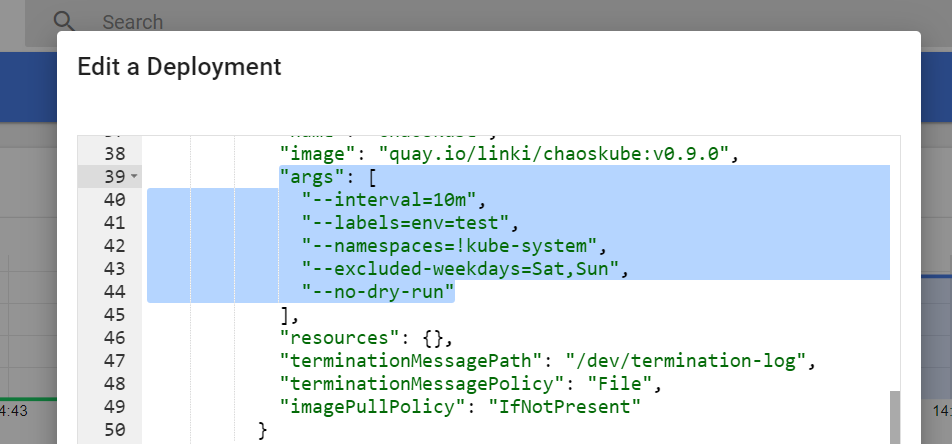 Search
Edit a Deployment
38 "image": "quay.io/linki/chaoskube:v0.9.0",
39 "args": [
40 "--interval=10m",
41 "--labels=env=test",
42 "--namespaces=!kube-system",
43 "--excluded-weekdays=Sat,Sun",
44 "--no-dry-run"
45 ],
46 "resources": {},
47 "terminationMessagePath": "/dev/termination-log",
48 "terminationMessagePolicy": "File",
49 "imagePullPolicy": "IfNotPresent"
50 }
4:43
14: